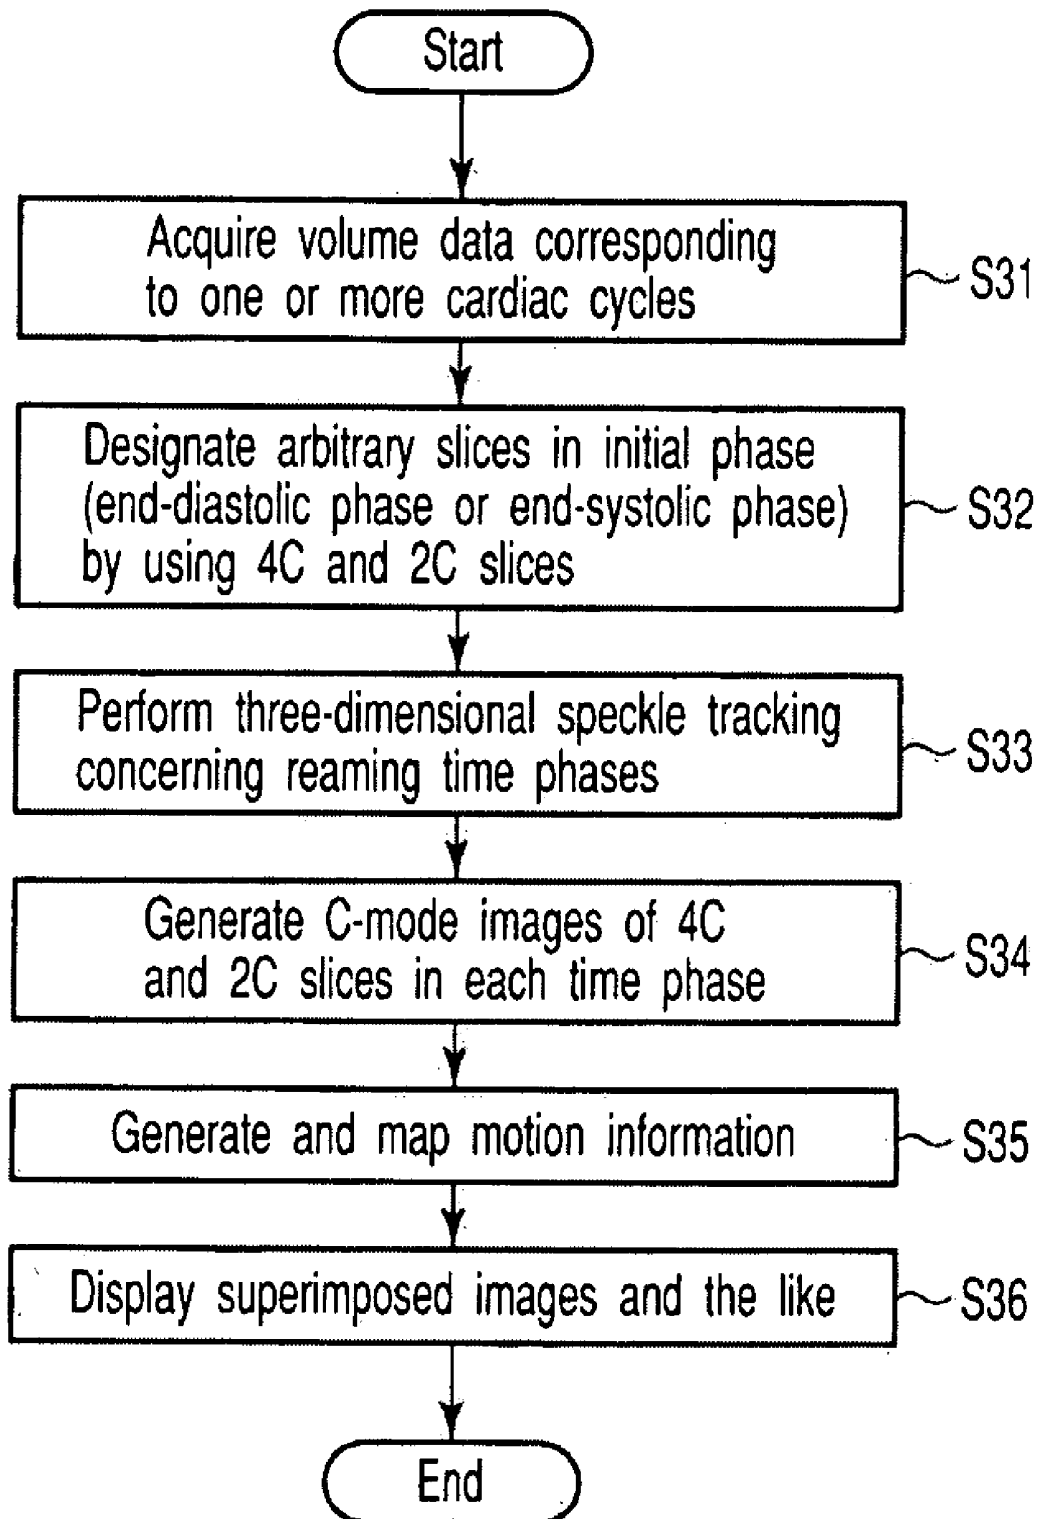 Start
Acquire volume data corresponding
to one or more cardiac cycles
S31
Designate arbitrary slices in initial phase
(end-diastolic phase or end-systolic phase)
by using 4C and 2C slices
S32
Perform three-dimensional speckle tracking
concerning reaming time phases
S33
Generate C-mode images of 4C
and 2C slices in each time phase
S34
Generate and map motion information
S35
Display superimposed images and the like
S36
End